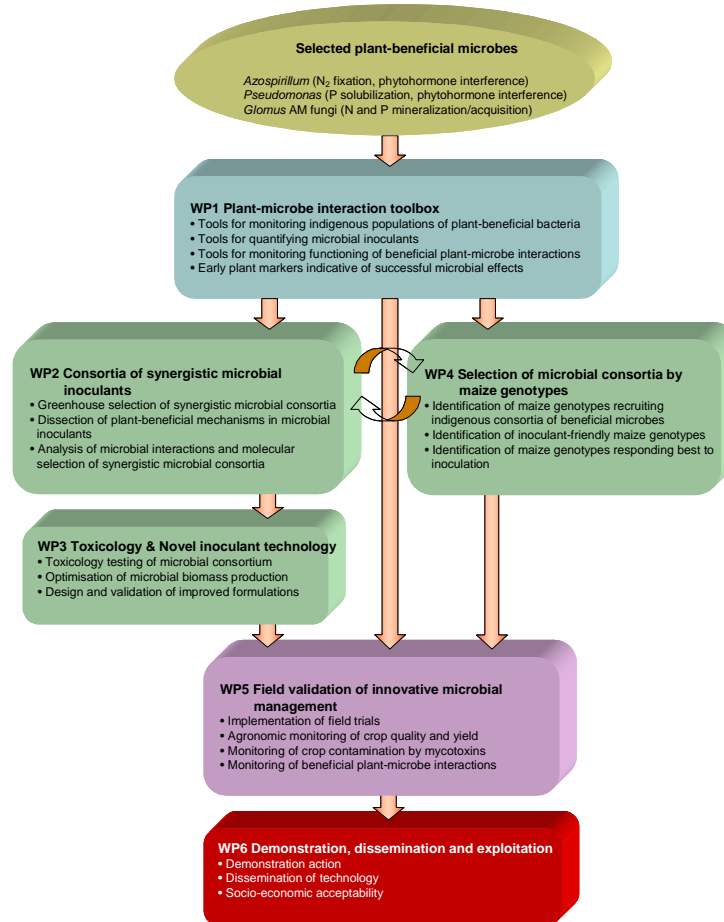 Selected plant-beneficial microbes
Azospirillum (N₂ fixation, phytohormone interference)
Pseudomonas (P solubilization, phytohormone interference)
Glomus AM fungi (N and P mineralization/acquisition)
WP1 Plant-microbe interaction toolbox
• Tools for monitoring indigenous populations of plant-beneficial bacteria
• Tools for quantifying microbial inoculants
• Tools for monitoring functioning of beneficial plant-microbe interactions
• Early plant markers indicative of successful microbial effects
WP2 Consortia of synergistic microbial
inoculants
• Greenhouse selection of synergistic microbial consortia
• Dissection of plant-beneficial mechanisms in microbial
inoculants
• Analysis of microbial interactions and molecular
selection of synergistic microbial consortia
WP4 Selection of microbial consortia by
maize genotypes
• Identification of maize genotypes recruiting
indigenous consortia of beneficial microbes
• Identification of inoculant-friendly maize genotypes
• Identification of maize genotypes responding best to
inoculation
WP3 Toxicology & Novel inoculant technology
• Toxicology testing of microbial consortium
• Optimisation of microbial biomass production
• Design and validation of improved formulations
WP5 Field validation of innovative microbial
management
• Implementation of field trials
• Agronomic monitoring of crop quality and yield
• Monitoring of crop contamination by mycotoxins
• Monitoring of beneficial plant-microbe interactions
WP6 Demonstration, dissemination and exploitation
• Demonstration action
• Dissemination of technology
• Socio-economic acceptability